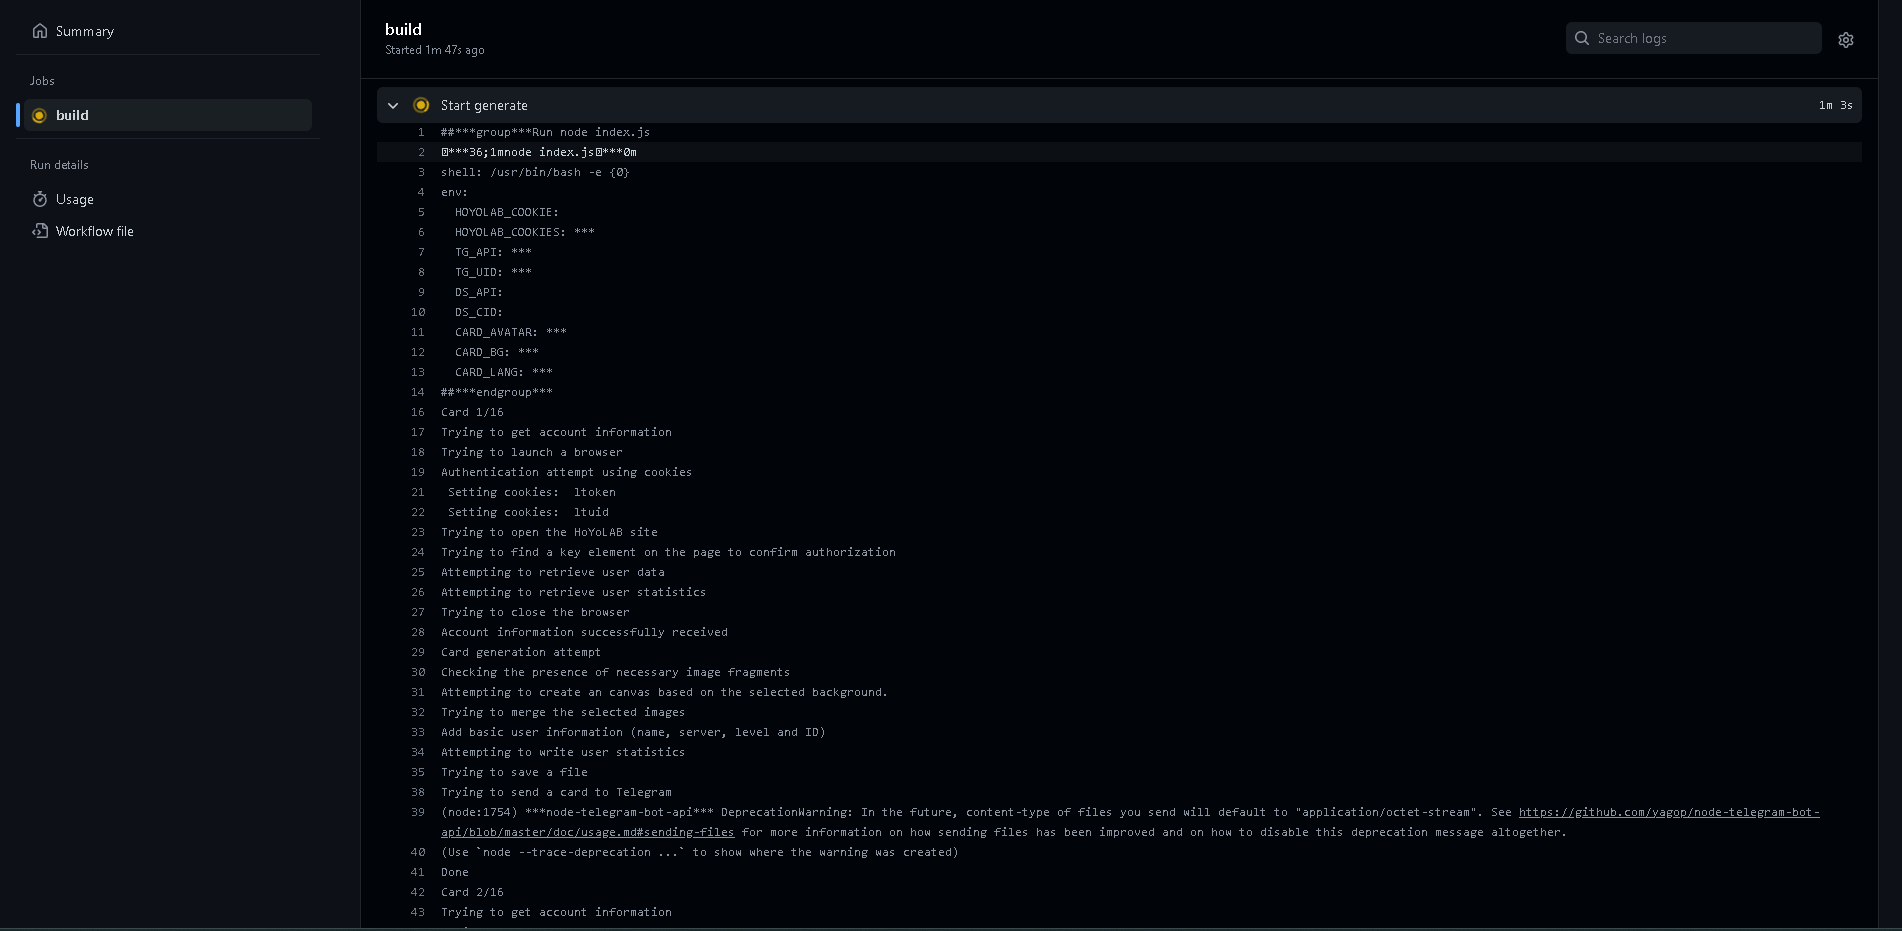 Summary
Jobs
build
Run details
Usage
Workflow file
build
Started 1m 47s ago
Search logs
Start generate
1m 3s
1 ##***group***Run node index.js
2 ***36;1mnode index.js***0m
3 shell: /usr/bin/bash -e {0}
4 env:
5 HOYOLAB_COOKIE:
6 HOYOLAB_COOKIES: ***
7 TG_API: ***
8 TG_UID: ***
9 DS_API:
10 DS_CID:
11 CARD_AVATAR: ***
12 CARD_BG: ***
13 CARD_LANG: ***
14 ##***endgroup***
16 Card 1/16
17 Trying to get account information
18 Trying to launch a browser
19 Authentication attempt using cookies
21 Setting cookies: ltoken
22 Setting cookies: ltuid
23 Trying to open the HoYoLAB site
24 Trying to find a key element on the page to confirm authorization
25 Attempting to retrieve user data
26 Attempting to retrieve user statistics
27 Trying to close the browser
28 Account information successfully received
29 Card generation attempt
30 Checking the presence of necessary image fragments
31 Attempting to create an canvas based on the selected background.
32 Trying to merge the selected images
33 Add basic user information (name, server, level and ID)
34 Attempting to write user statistics
35 Trying to save a file
38 Trying to send a card to Telegram
39 (node:1754) ***node-telegram-bot-api*** DeprecationWarning: In the future, content-type of files you send will default to "application/octet-stream". See https://github.com/yagop/node-telegram-bot-
api/blob/master/doc/usage.md#sending-files for more information on how sending files has been improved and on how to disable this deprecation message altogether.
40 (Use `node --trace-deprecation ...` to show where the warning was created)
41 Done
42 Card 2/16
43 Trying to get account information